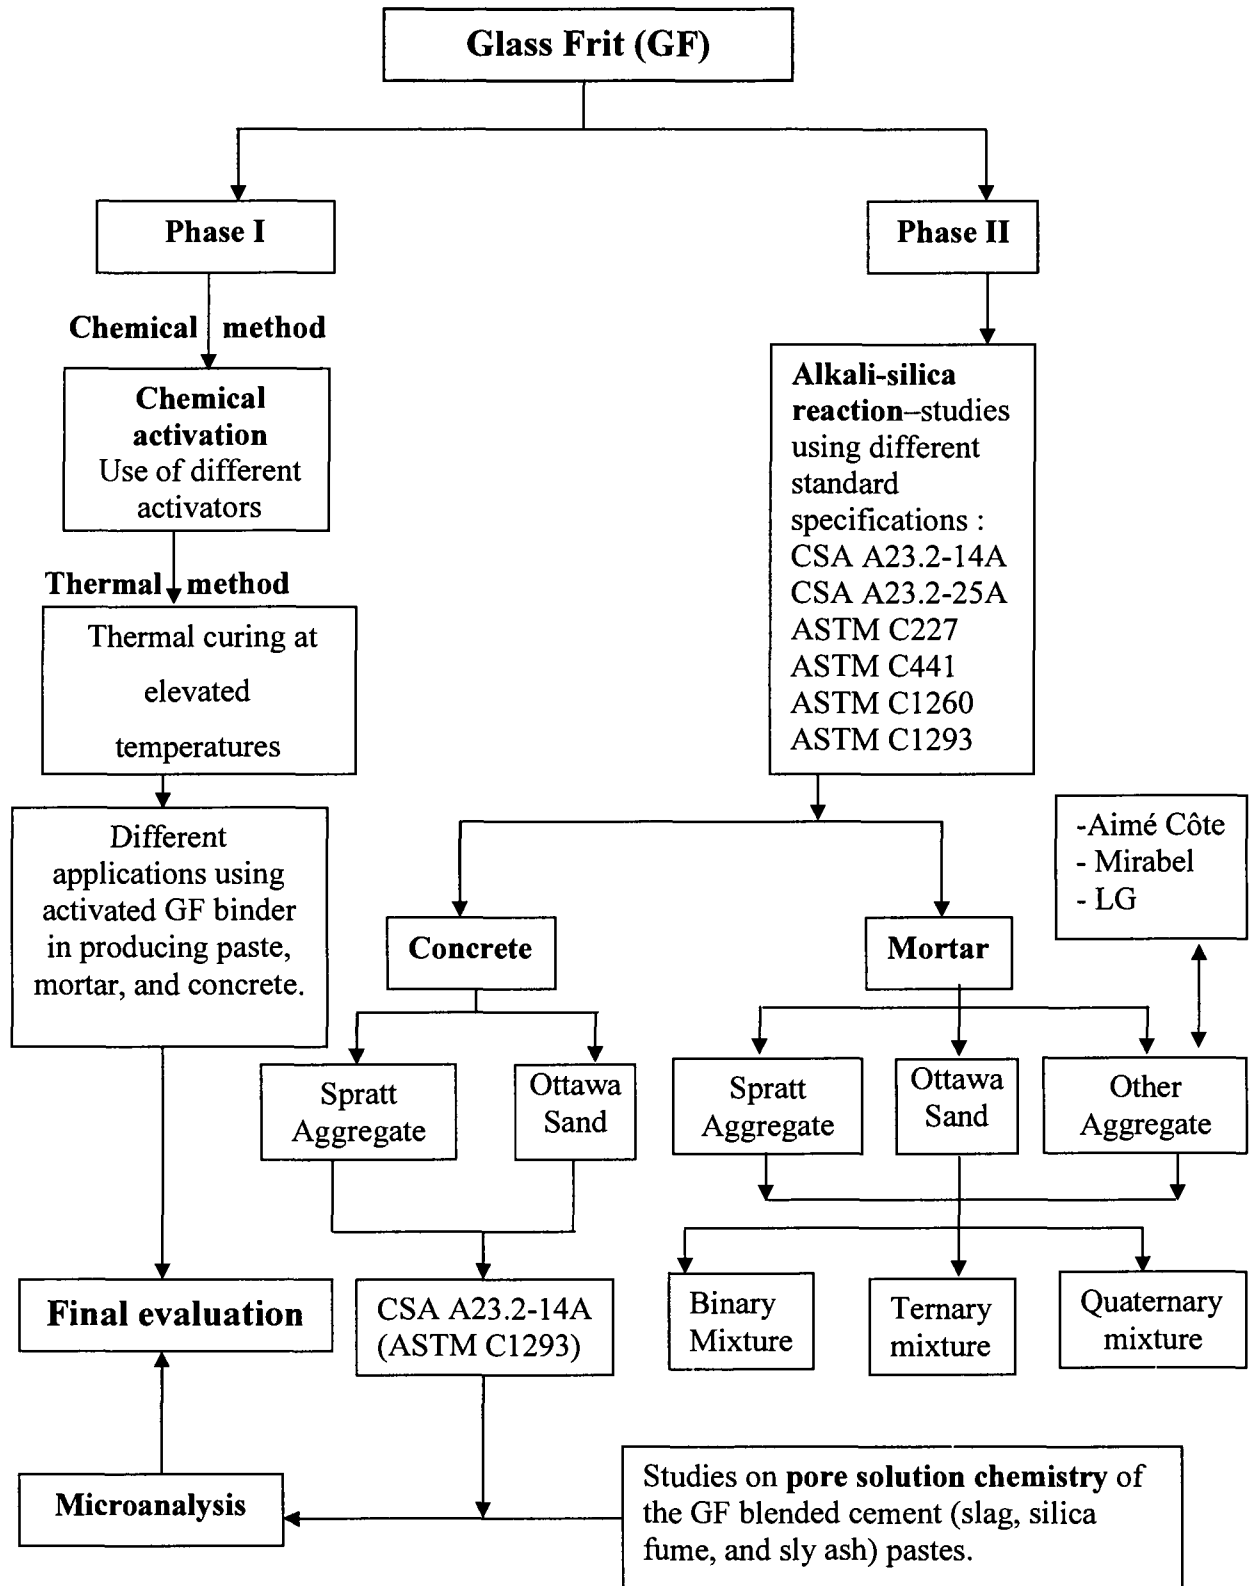 Glass Frit (GF)
Phase I
Phase II
Chemical method
Chemical
activation
Use of different
activators
Thermal method
Thermal curing at
elevated
temperatures
Different
applications using
activated GF binder
in producing paste,
mortar, and concrete.
Alkali-silica
reaction–studies
using different
standard
specifications :
CSA A23.2-14A
CSA A23.2-25A
ASTM C227
ASTM C441
ASTM C1260
ASTM C1293
-Aimé Côte
- Mirabel
- LG
Concrete
Mortar
Spratt
Aggregate
Ottawa
Sand
Spratt
Aggregate
Ottawa
Sand
Other
Aggregate
Final evaluation
CSA A23.2-14A
(ASTM C1293)
Binary
Mixture
Ternary
mixture
Quaternary
mixture
Microanalysis
Studies on pore solution chemistry of
the GF blended cement (slag, silica
fume, and sly ash) pastes.